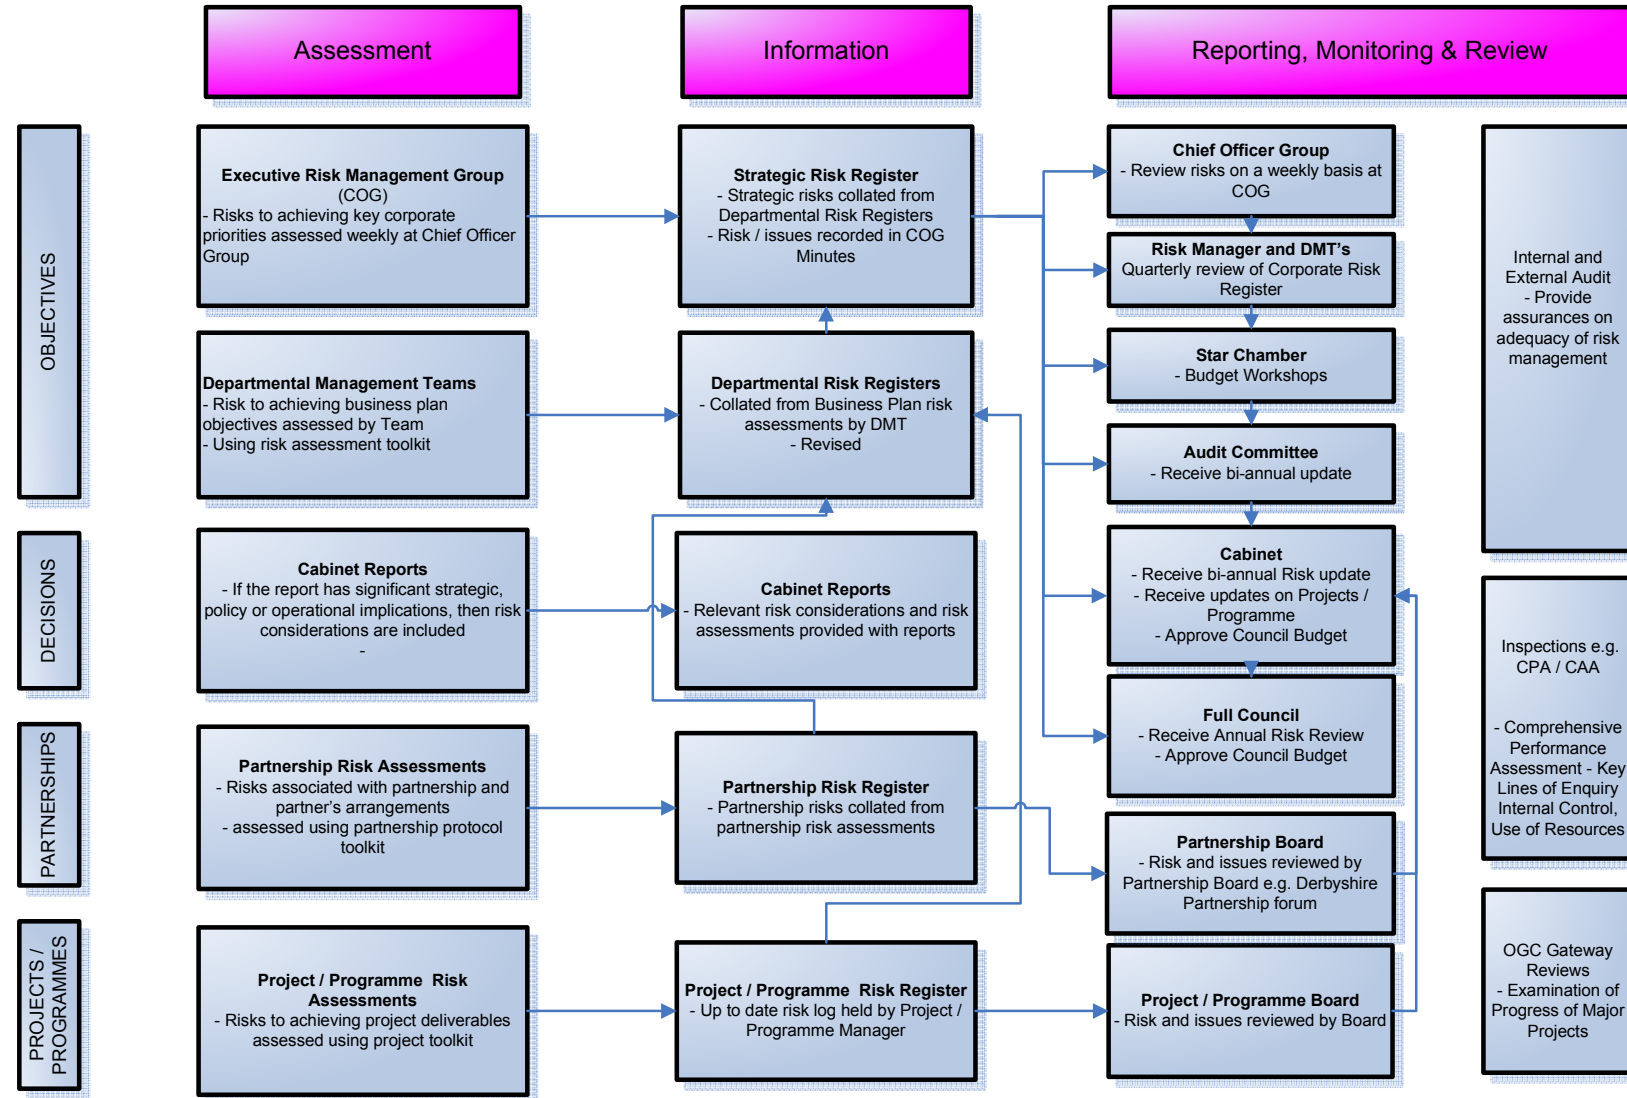 Assessment
Information
Reporting, Monitoring & Review
OBJECTIVES
Executive Risk Management Group
(COG)
- Risks to achieving key corporate
priorities assessed weekly at Chief Officer
Group
Strategic Risk Register
- Strategic risks collated from
Departmental Risk Registers
- Risk / issues recorded in COG
Minutes
Chief Officer Group
- Review risks on a weekly basis at
COG
Risk Manager and DMT's
Quarterly review of Corporate Risk
Register
Internal and
External Audit
- Provide
assurances on
adequacy of risk
management
Departmental Management Teams
- Risk to achieving business plan
objectives assessed by Team
- Using risk assessment toolkit
Departmental Risk Registers
- Collated from Business Plan risk
assessments by DMT
- Revised
Star Chamber
- Budget Workshops
Audit Committee
- Receive bi-annual update
DECISIONS
Cabinet Reports
- If the report has significant strategic,
policy or operational implications, then risk
considerations are included
-
Cabinet Reports
- Relevant risk considerations and risk
assessments provided with reports
Cabinet
- Receive bi-annual Risk update
- Receive updates on Projects /
Programme
- Approve Council Budget
Full Council
- Receive Annual Risk Review
- Approve Council Budget
Inspections e.g.
CPA / CAA
- Comprehensive
Performance
Assessment - Key
Lines of Enquiry
Internal Control,
Use of Resources
PARTNERSHIPS
Partnership Risk Assessments
- Risks associated with partnership and
partner's arrangements
- assessed using partnership protocol
toolkit
Partnership Risk Register
- Partnership risks collated from
partnership risk assessments
Partnership Board
- Risk and issues reviewed by
Partnership Board e.g. Derbyshire
Partnership forum
PROJECTS /
PROGRAMMES
Project / Programme Risk
Assessments
- Risks to achieving project deliverables
assessed using project toolkit
Project / Programme Risk Register
- Up to date risk log held by Project /
Programme Manager
Project / Programme Board
- Risk and issues reviewed by Board
OGC Gateway
Reviews
- Examination of
Progress of Major
Projects